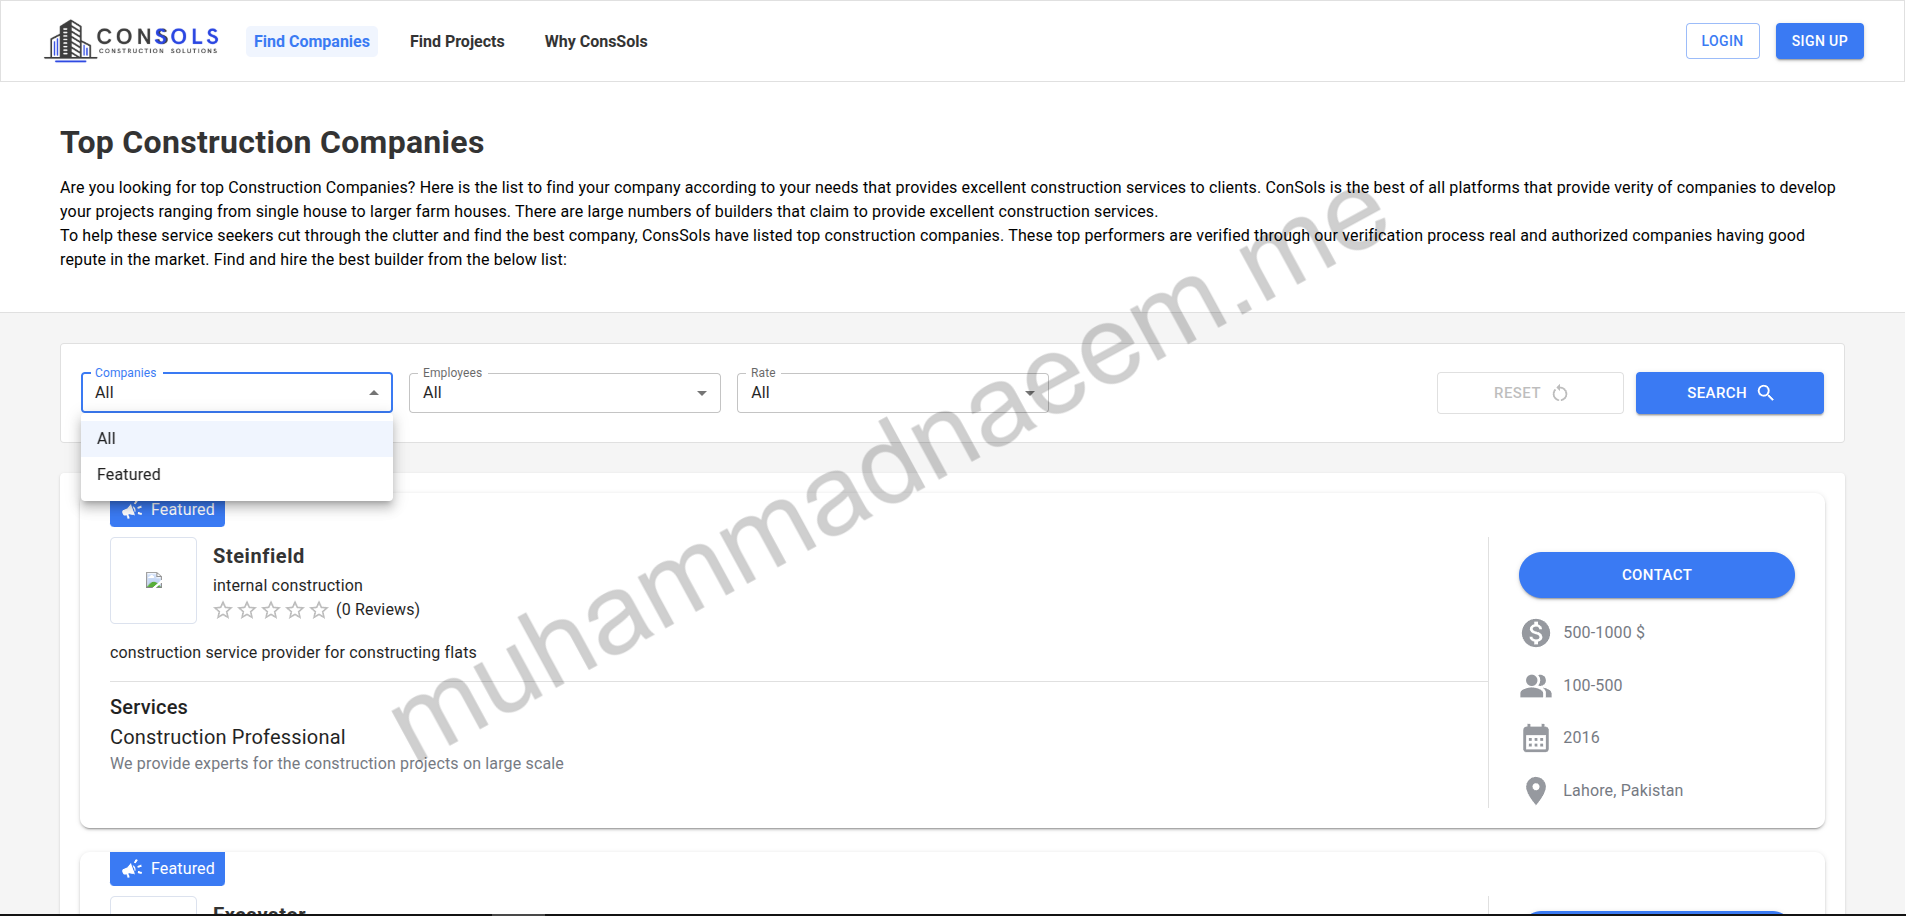 CONSOLS
CONSTRUCTION SOLUTIONS
Find Companies
Find Projects
Why ConsSols
LOGIN
SIGN UP
Top Construction Companies
Are you looking for top Construction Companies? Here is the list to find your company according to your needs that provides excellent construction services to clients. ConSols is the best of all platforms that provide verity of companies to develop
your projects ranging from single house to larger farm houses. There are large numbers of builders that claim to provide excellent construction services.
To help these service seekers cut through the clutter and find the best company, ConsSols have listed top construction companies. These top performers are verified through our verification process real and authorized companies having good
repute in the market. Find and hire the best builder from the below list:
Companies
All
Employees
All
Rate
All
RESET
SEARCH
All
Featured
Featured
Steinfield
internal construction
(0 Reviews)
construction service provider for constructing flats
Services
Construction Professional
We provide experts for the construction projects on large scale
CONTACT
500-1000 $
100-500
2016
Lahore, Pakistan
Featured
Excavator
muhammadnaeem.me